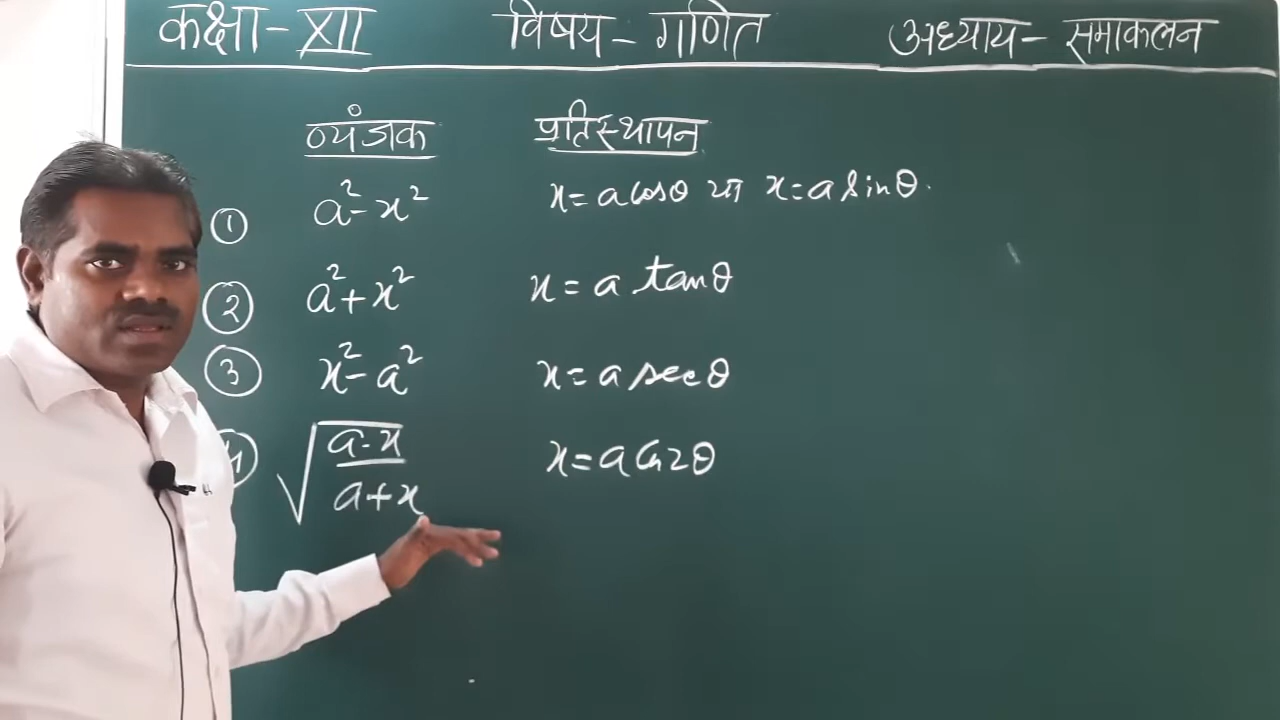 कक्षा - XII विषय - गणित अध्याय - समाकलन
व्यंजक प्रतिस्थापन
① a² - x² x = a cosθ या x = a sinθ.
② a² + x² x = a tanθ
③ x² - a² x = a secθ
④ √((a-x)/(a+x)) x = a cos2θ